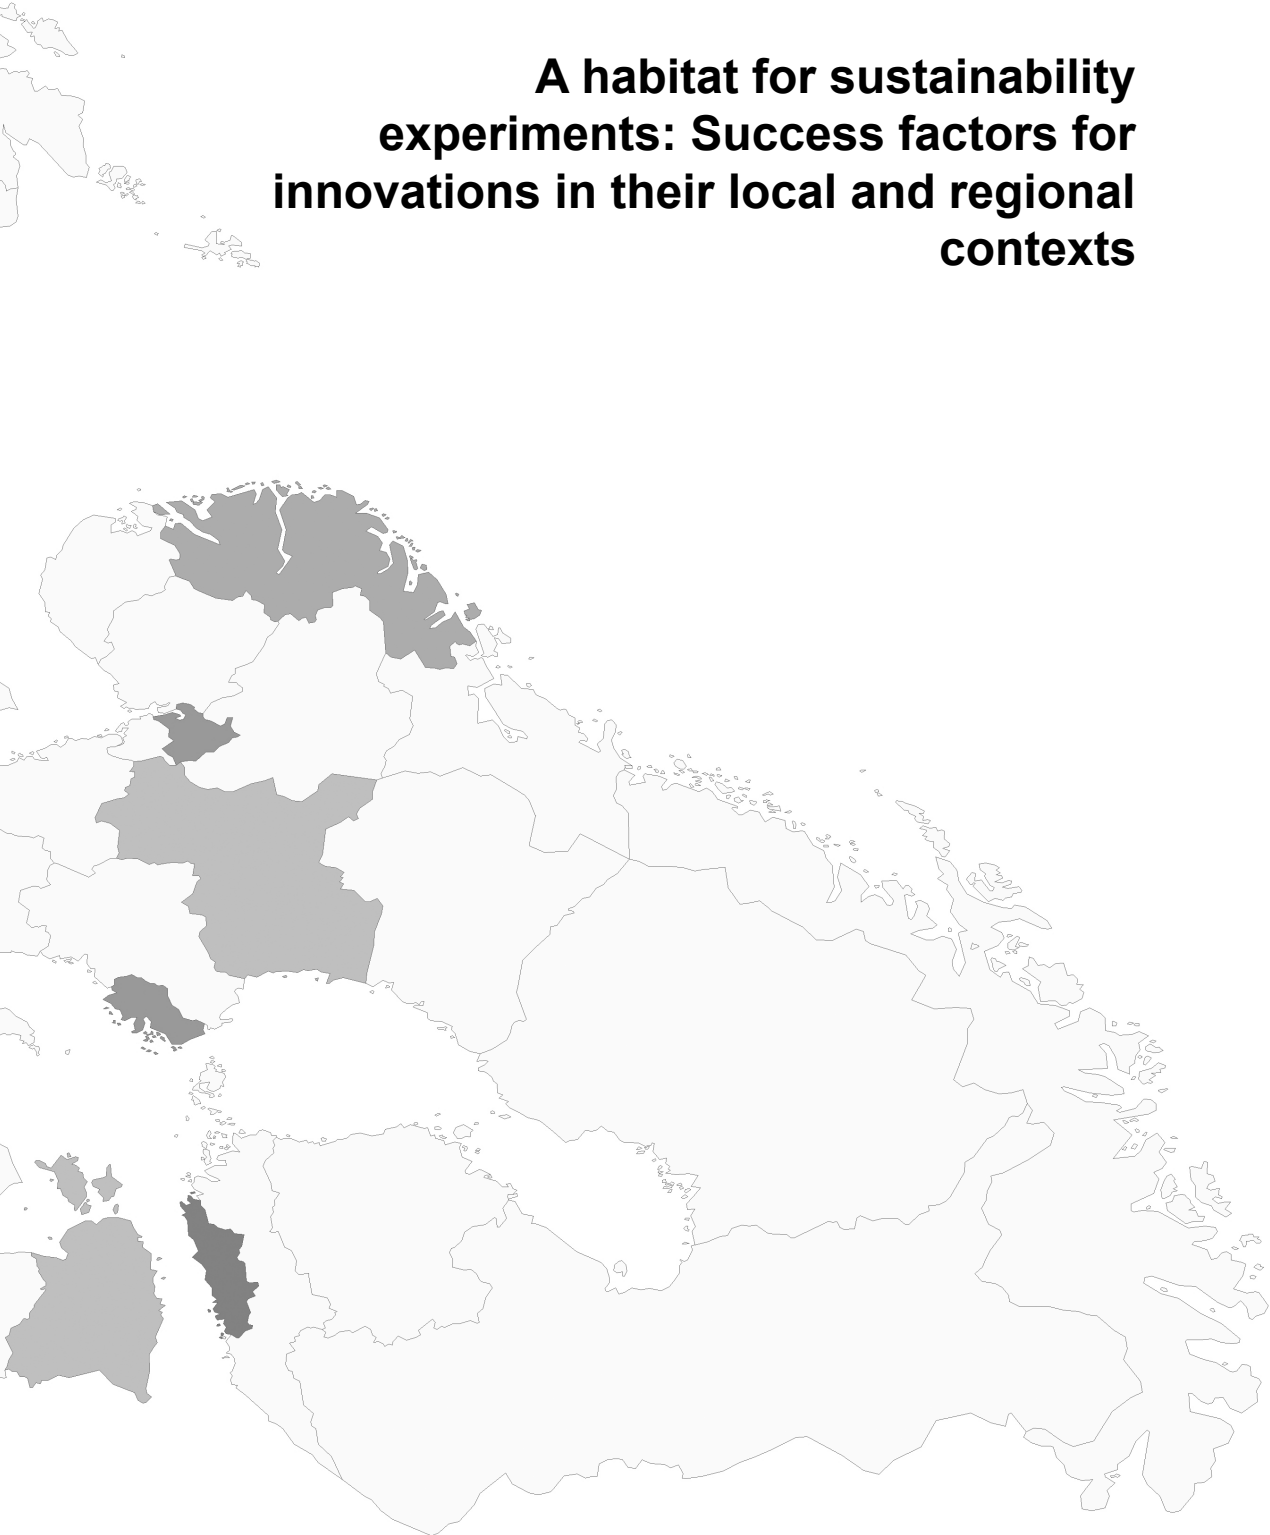 A habitat for sustainability
experiments: Success factors for
innovations in their local and regional
contexts